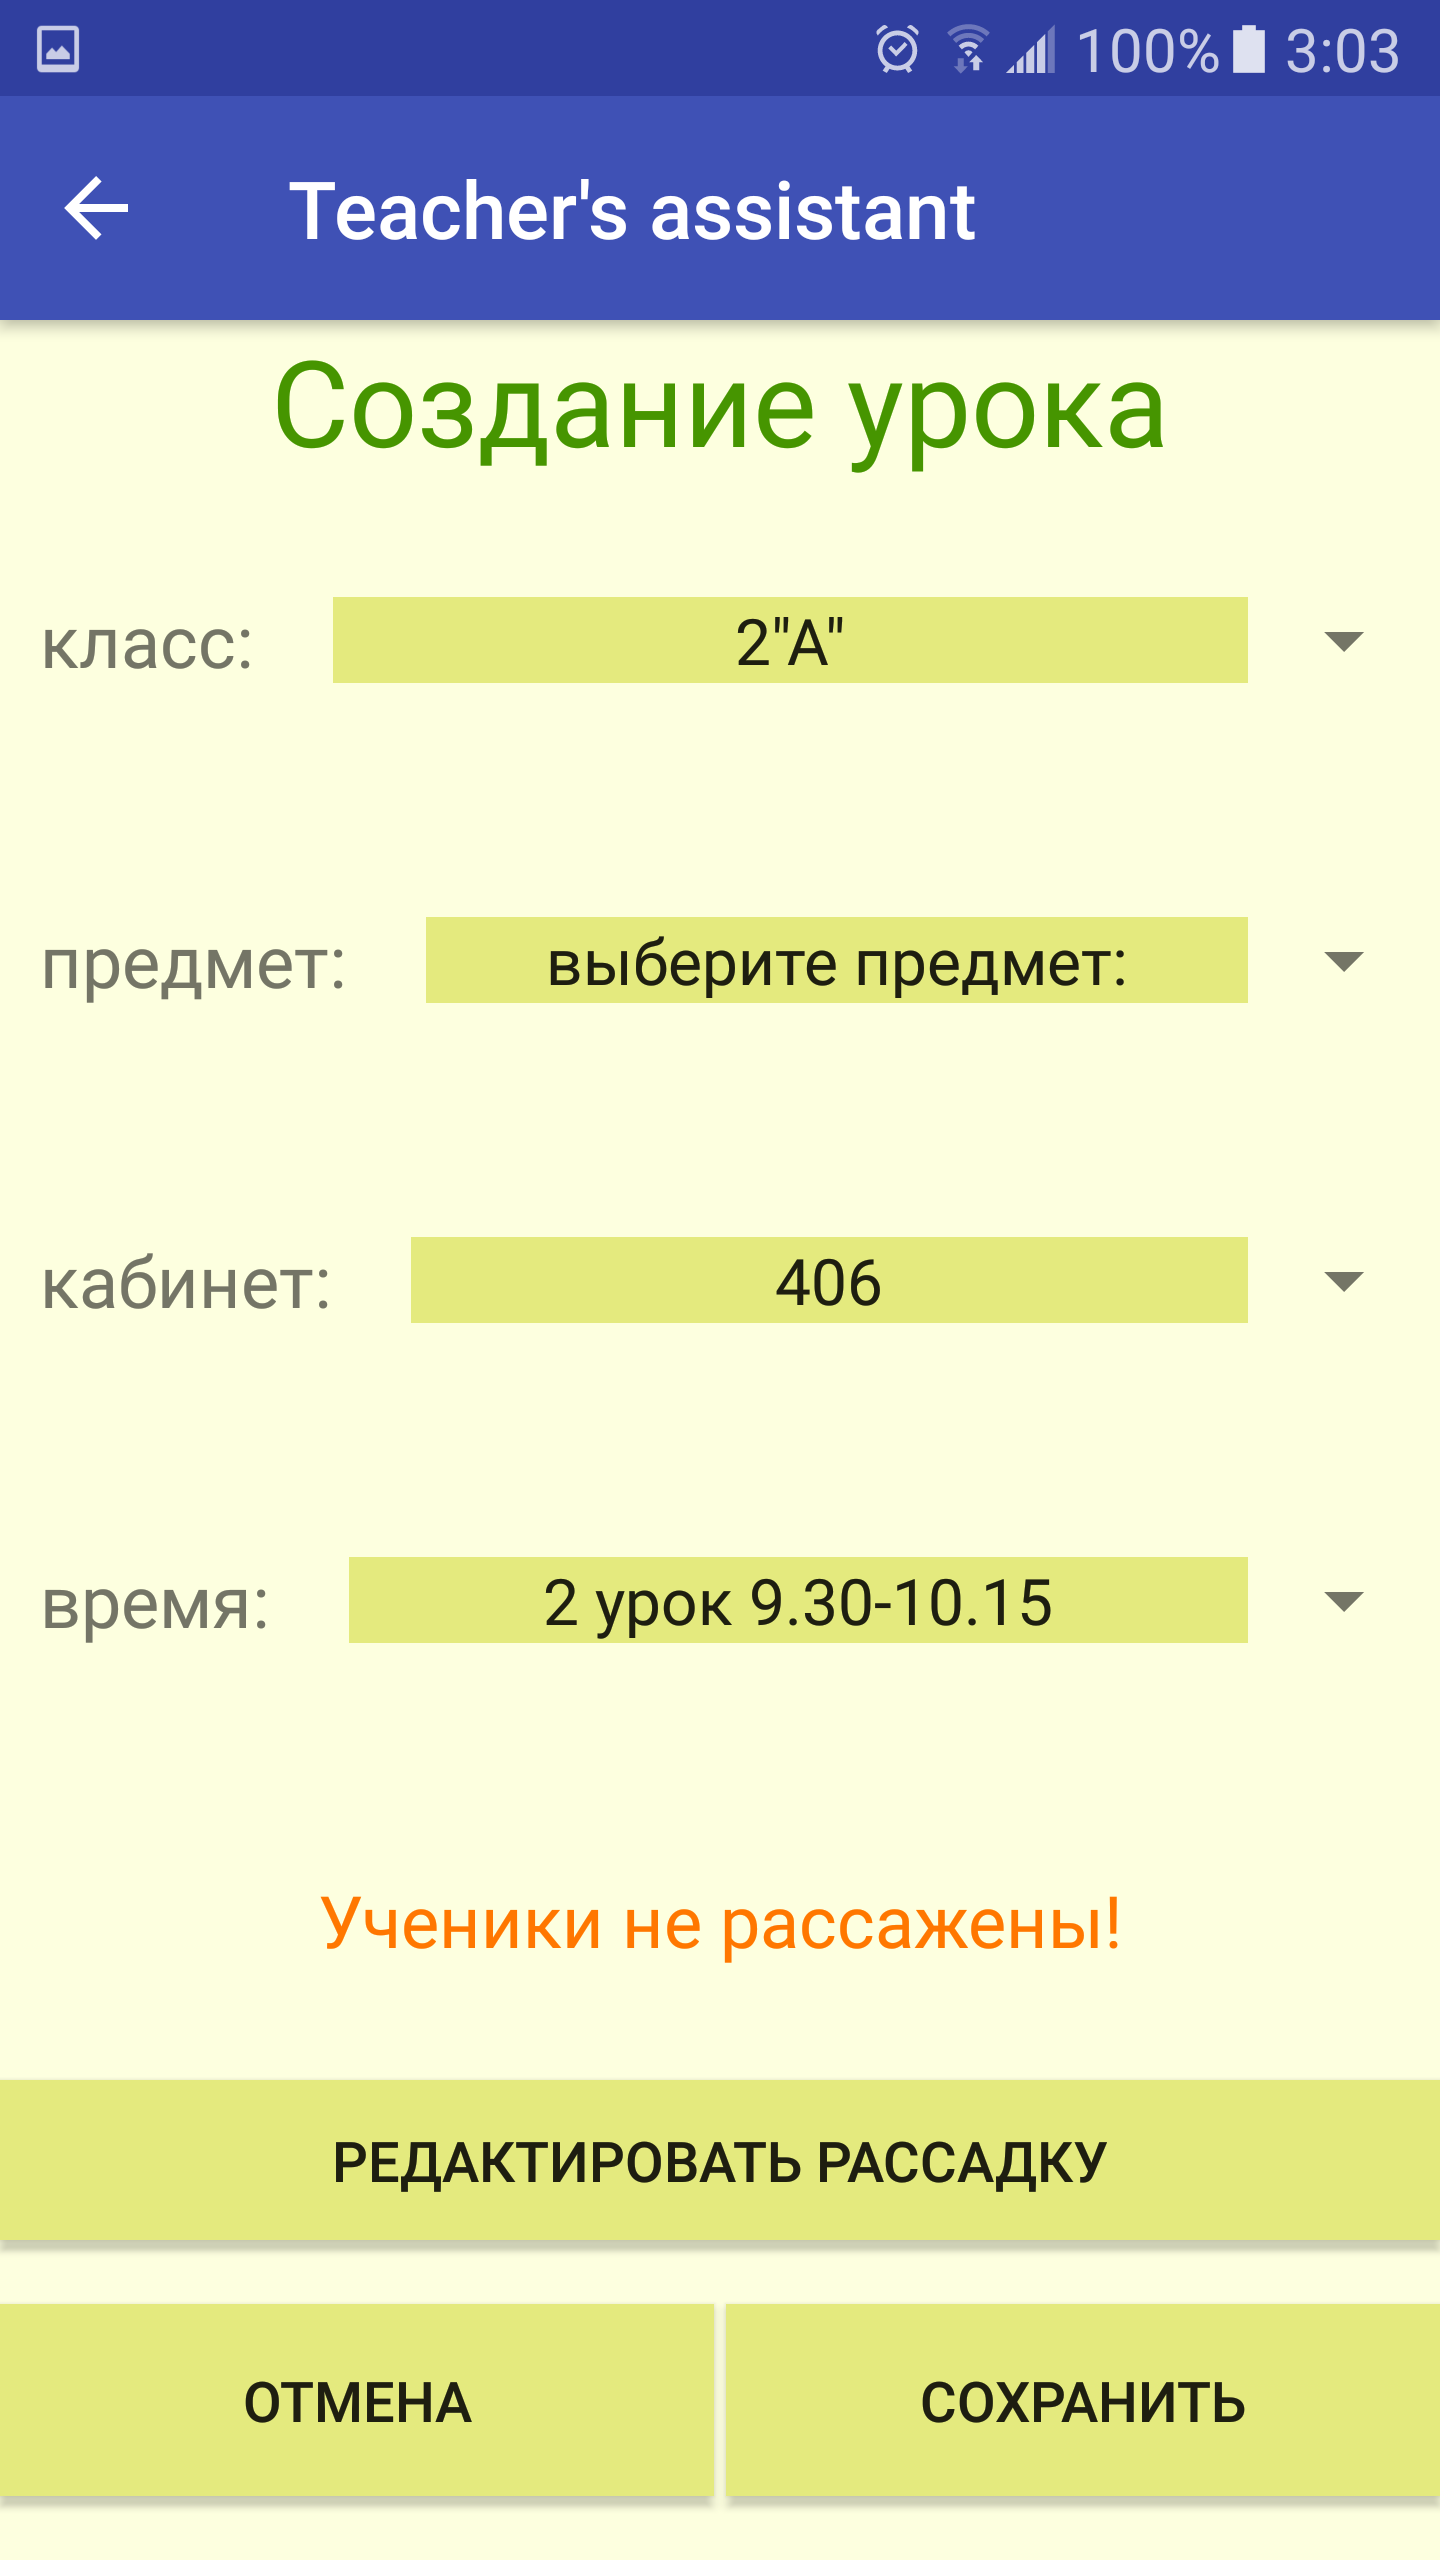 100% 3:03
Teacher's assistant
Создание урока
класс: 2"А"
предмет: выберите предмет:
кабинет: 406
время: 2 урок 9.30-10.15
Ученики не рассажены!
РЕДАКТИРОВАТЬ РАССАДКУ
ОТМЕНА СОХРАНИТЬ